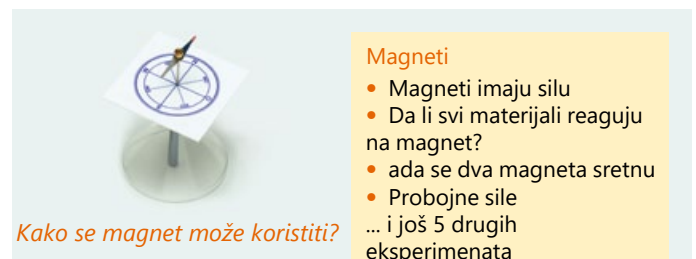 Magneti
• Magneti imaju silu
• Da li svi materijali reaguju
na magnet?
• ada se dva magneta sretnu
• Probojne sile
... i još 5 drugih
eksperimenata
Kako se magnet može koristiti?